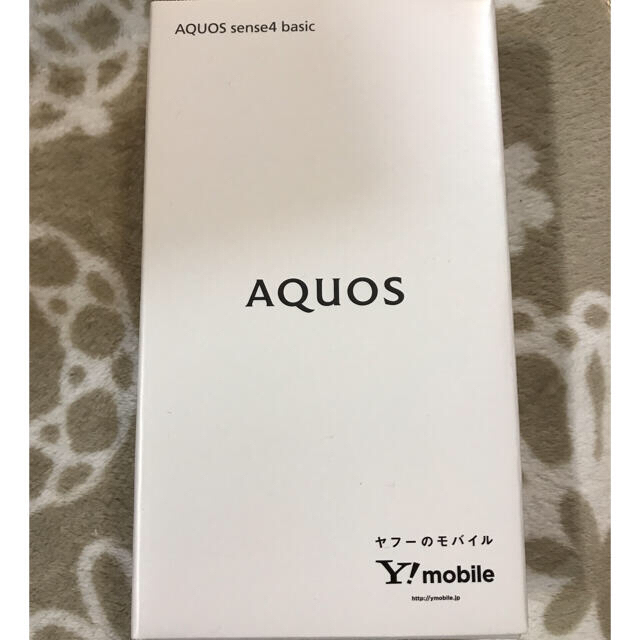 AQUOS sense4 basic
AQUOS
ヤフーのモバイル
Y!mobile
http://ymobile.jp